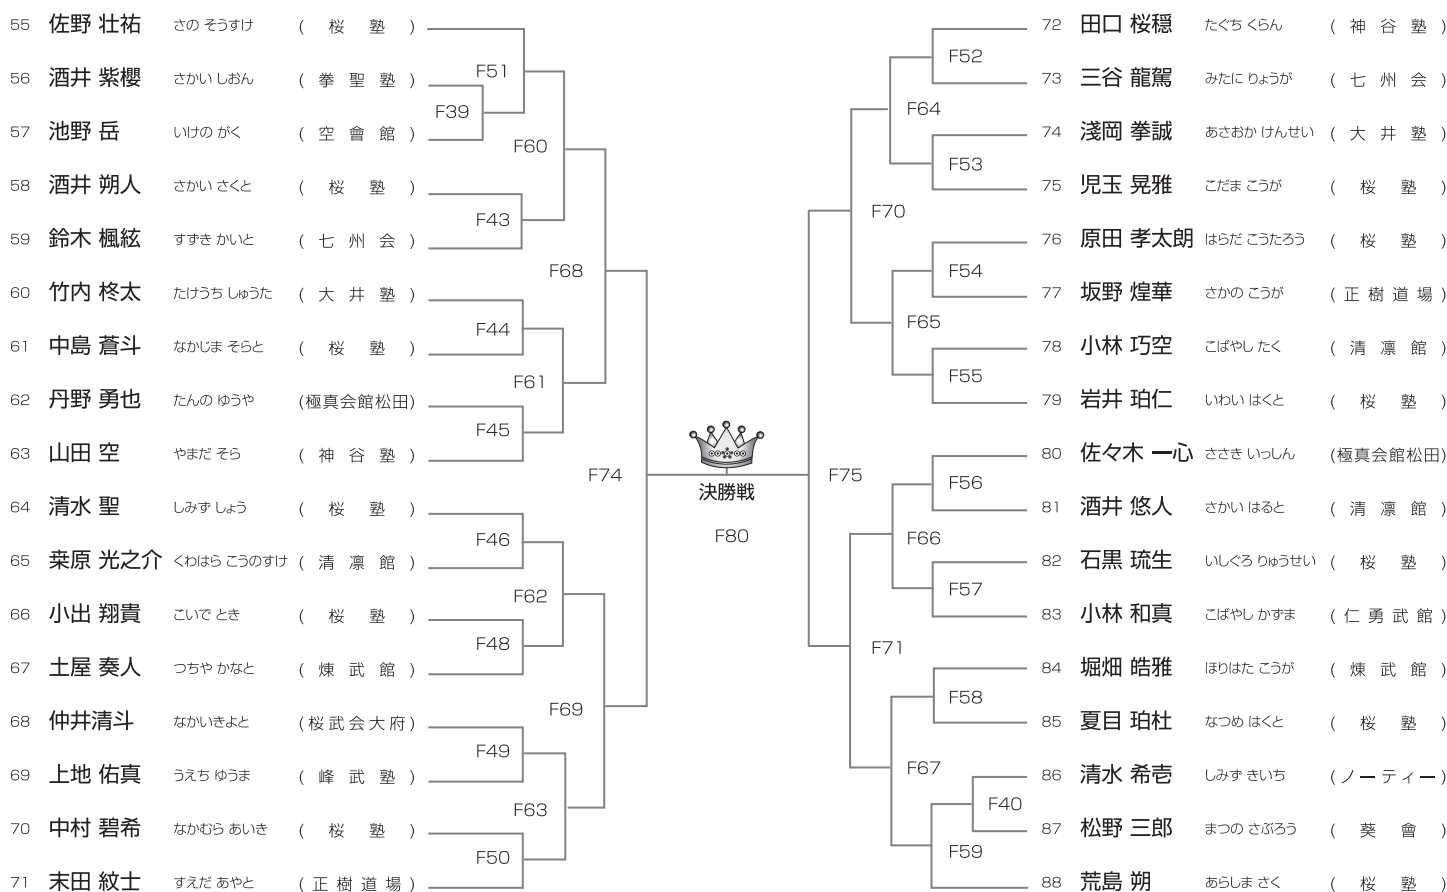 55 佐野 壮祐 さの そうすけ ( 桜 塾 )
56 酒井 紫櫻 さかい しおん ( 拳 聖 塾 )
57 池野 岳 いけの がく ( 空 會 館 )
58 酒井 朔人 さかい さくと ( 桜 塾 )
59 鈴木 楓絃 すずき かいと ( 七 州 会 )
60 竹内 柊太 たけうち しゅうた ( 大 井 塾 )
61 中島 蒼斗 なかじま そらと ( 桜 塾 )
62 丹野 勇也 たんの ゆうや (極真会館松田)
63 山田 空 やまだ そら ( 神 谷 塾 )
64 清水 聖 しみず しょう ( 桜 塾 )
65 桒原 光之介 くわはら こうのすけ ( 清 凛 館 )
66 小出 翔貴 こいで とき ( 桜 塾 )
67 土屋 奏人 つちや かなと ( 煉 武 館 )
68 仲井清斗 なかいきよと (桜武会大府)
69 上地 佑真 うえち ゆうま ( 峰 武 塾 )
70 中村 碧希 なかむら あいき ( 桜 塾 )
71 末田 紋士 すえだ あやと ( 正 樹 道 場 )
F51
F39
F60
F43
F68
F44
F61
F45
F74
F46
F62
F48
F69
F49
F63
F50
決勝戦
F80
F75
F52
F64
F53
F70
F54
F65
F55
F56
F66
F57
F71
F58
F67
F40
F59
72 田口 桜穏 たぐち くらん ( 神 谷 塾 )
73 三谷 龍駕 みたに りょうが ( 七 州 会 )
74 淺岡 拳誠 あさおか けんせい ( 大 井 塾 )
75 児玉 晃雅 こだま こうが ( 桜 塾 )
76 原田 孝太朗 はらだ こうたろう ( 桜 塾 )
77 坂野 煌華 さかの こうが ( 正 樹 道 場 )
78 小林 巧空 こばやし たく ( 清 凛 館 )
79 岩井 珀仁 いわい はくと ( 桜 塾 )
80 佐々木 一心 ささき いっしん (極真会館松田)
81 酒井 悠人 さかい はると ( 清 凛 館 )
82 石黒 琉生 いしぐろ りゅうせい ( 桜 塾 )
83 小林 和真 こばやし かずま ( 仁 勇 武 館 )
84 堀畑 皓雅 ほりはた こうが ( 煉 武 館 )
85 夏目 珀杜 なつめ はくと ( 桜 塾 )
86 清水 希壱 しみず きいち (ノーティー)
87 松野 三郎 まつの さぶろう ( 葵 會 )
88 荒島 朔 あらしま さく ( 桜 塾 )